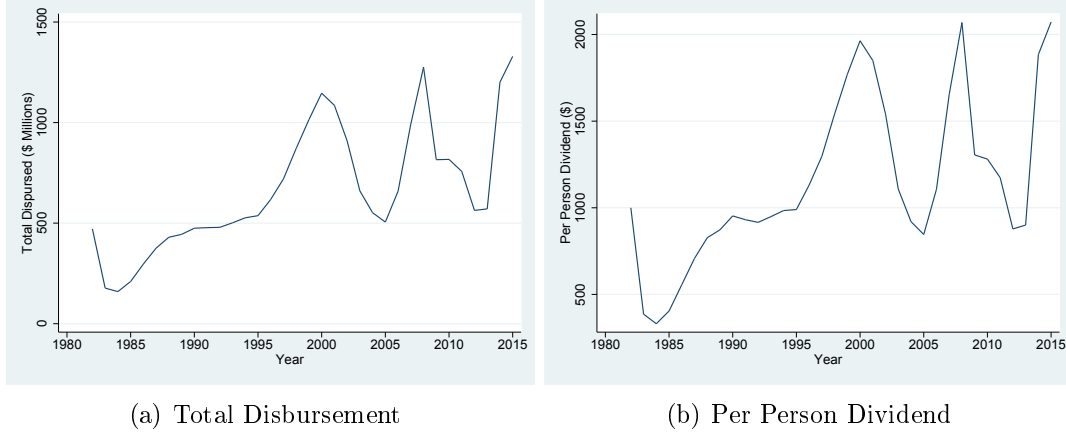 Total Dispursed ($ Millions)
1500
1000
500
0
1980 1985 1990 1995 2000 2005 2010 2015
Year
(a) Total Disbursement
Per Person Dividend ($)
2000
1500
1000
500
1980 1985 1990 1995 2000 2005 2010 2015
Year
(b) Per Person Dividend